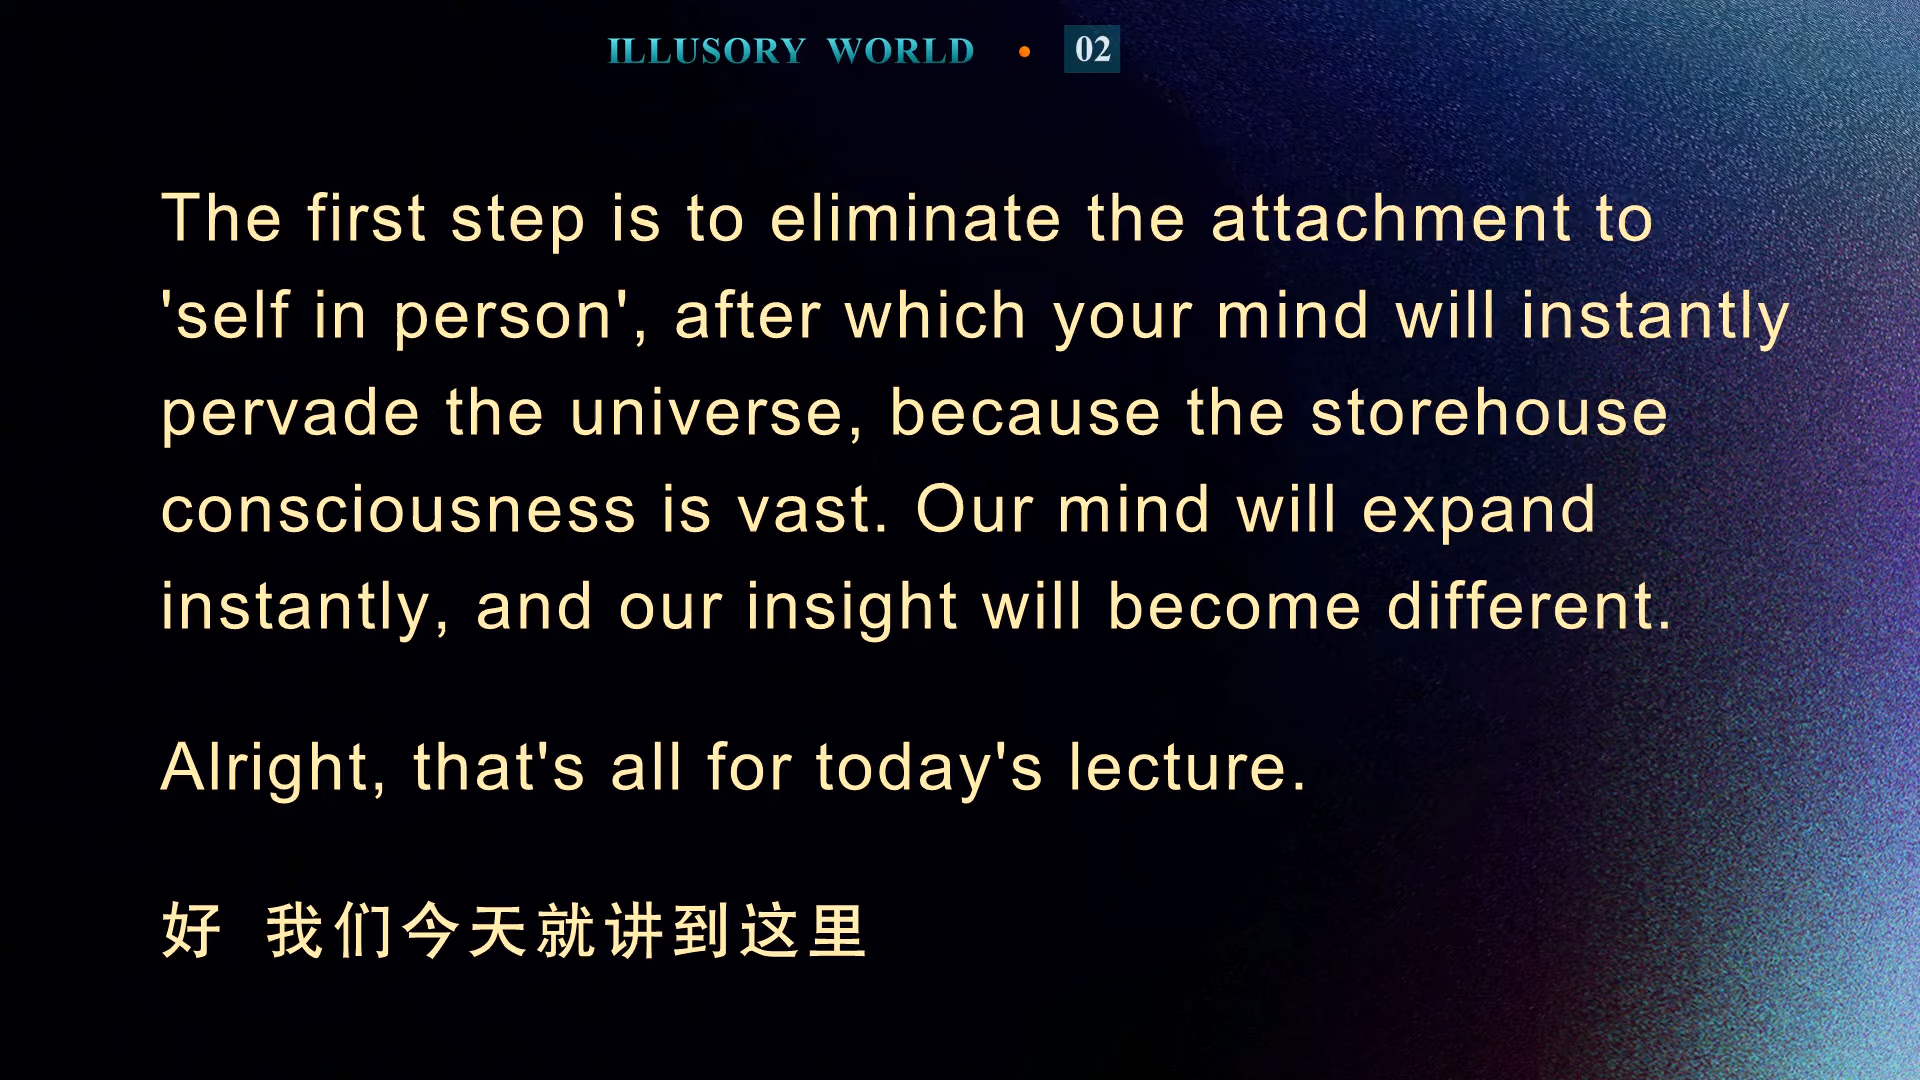 ILLUSORY WORLD • 02
The first step is to eliminate the attachment to
'self in person', after which your mind will instantly
pervade the universe, because the storehouse
consciousness is vast. Our mind will expand
instantly, and our insight will become different.
Alright, that's all for today's lecture.
好 我们今天就讲到这里